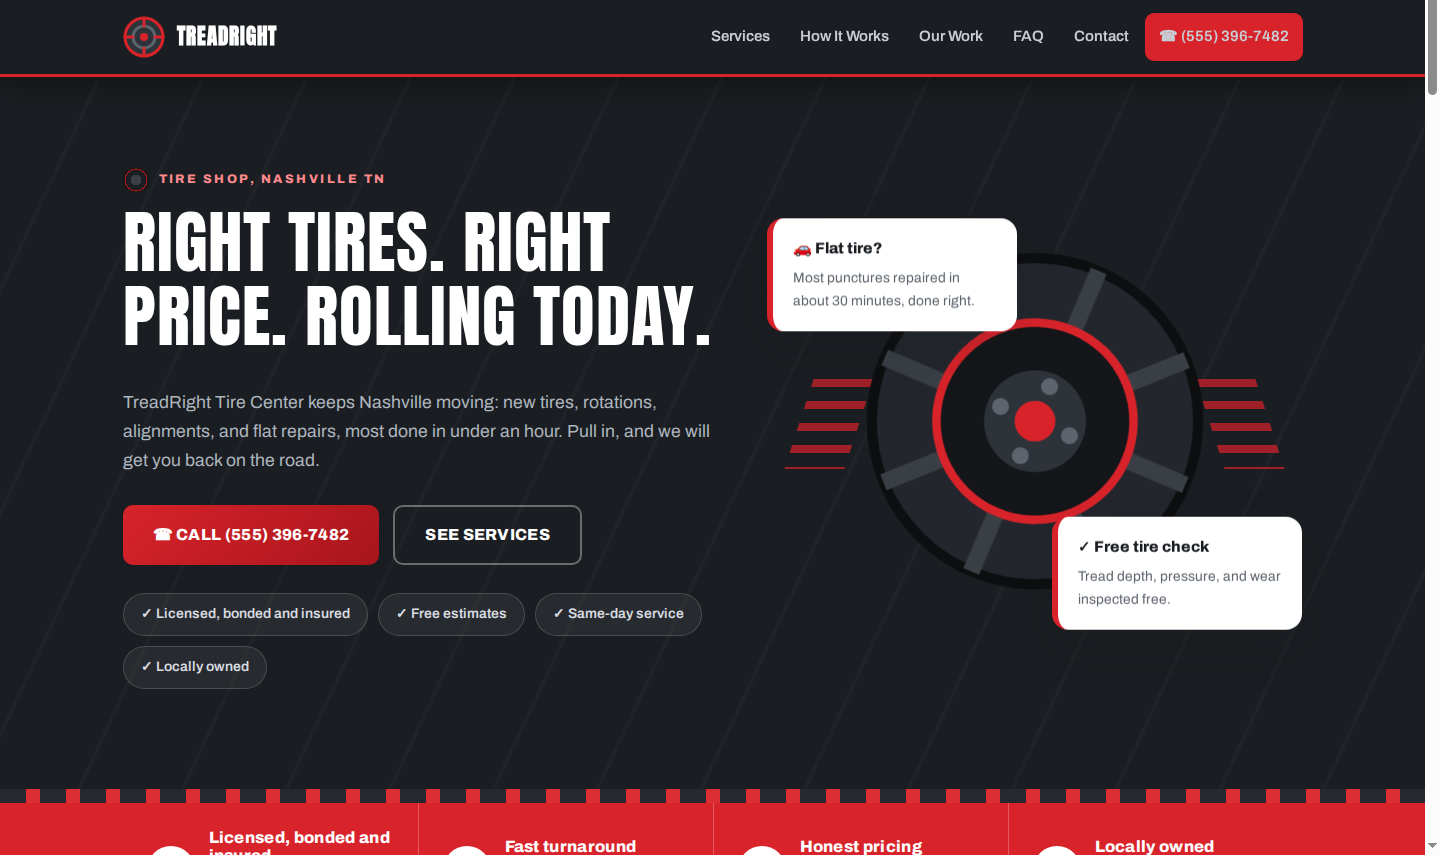 TREADRIGHT
Services
How It Works
Our Work
FAQ
Contact
☎ (555) 396-7482
TIRE SHOP, NASHVILLE TN
RIGHT TIRES. RIGHT
PRICE. ROLLING TODAY.
TreadRight Tire Center keeps Nashville moving: new tires, rotations,
alignments, and flat repairs, most done in under an hour. Pull in, and we will
get you back on the road.
☎ CALL (555) 396-7482
SEE SERVICES
✓ Licensed, bonded and insured
✓ Free estimates
✓ Same-day service
✓ Locally owned
🚗 Flat tire?
Most punctures repaired in
about 30 minutes, done right.
✓ Free tire check
Tread depth, pressure, and wear
inspected free.
Licensed, bonded and
insured
Fast turnaround
Honest pricing
Locally owned